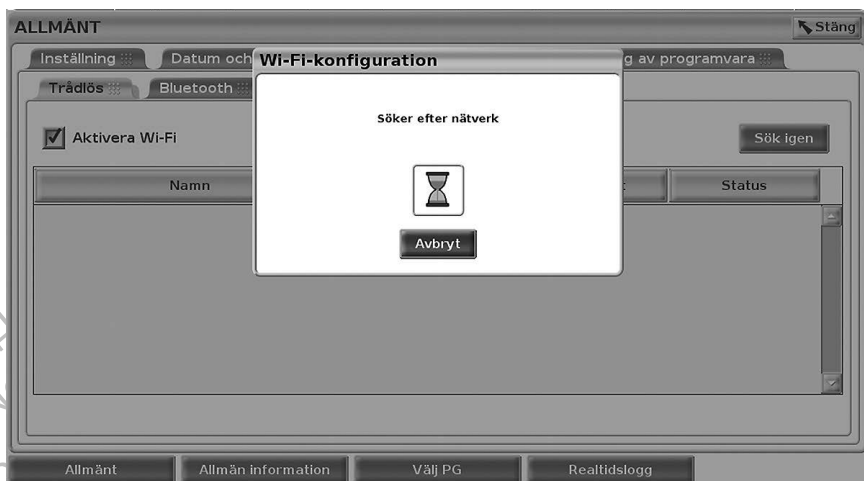 ALLMÄNT
Stäng
Inställning Datum och g av programvara
Wi-Fi-konfiguration
Trådlös Bluetooth
Söker efter nätverk
Aktivera Wi-Fi
Sök igen
Namn Status
Avbryt
Allmänt Allmän information Välj PG Realtidslogg